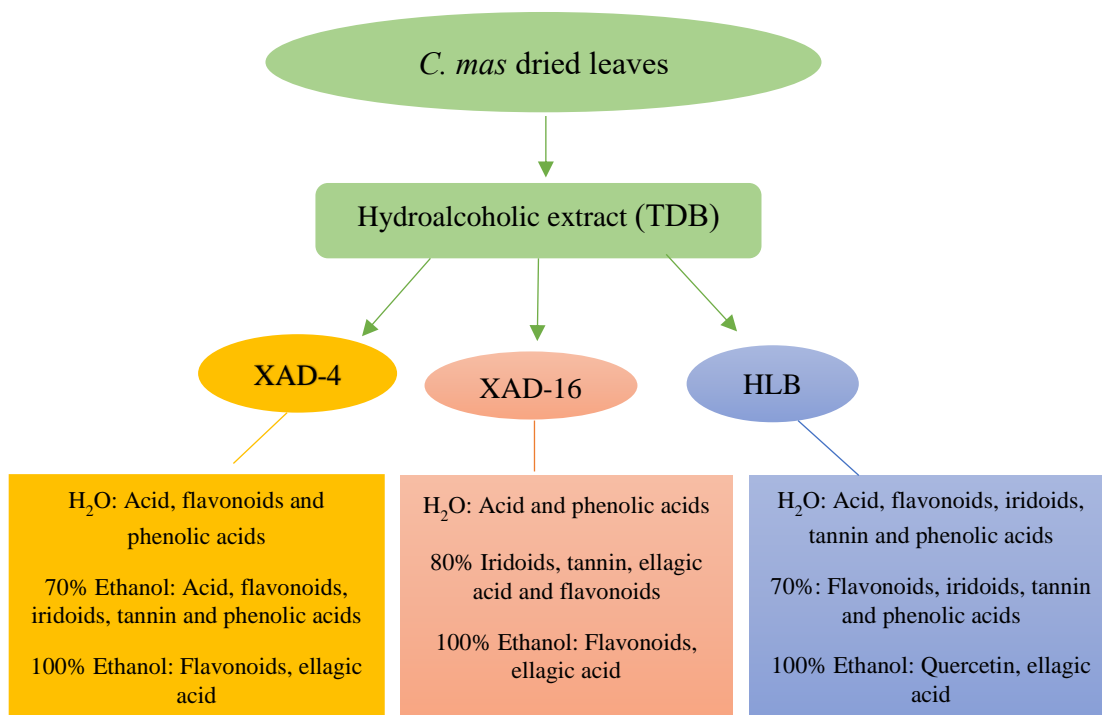 C. mas dried leaves
Hydroalcoholic extract (TDB)
XAD-4
XAD-16
HLB
H₂O: Acid, flavonoids and
phenolic acids
70% Ethanol: Acid, flavonoids,
iridoids, tannin and phenolic acids
100% Ethanol: Flavonoids, ellagic
acid
H₂O: Acid and phenolic acids
80% Iridoids, tannin, ellagic
acid and flavonoids
100% Ethanol: Flavonoids,
ellagic acid
H₂O: Acid, flavonoids, iridoids,
tannin and phenolic acids
70%: Flavonoids, iridoids, tannin
and phenolic acids
100% Ethanol: Quercetin, ellagic
acid